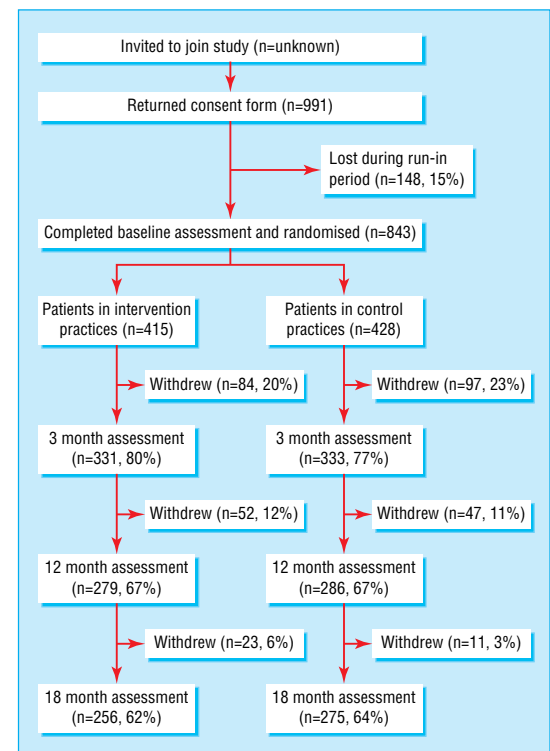 Invited to join study (n=unknown)
Returned consent form (n=991)
Lost during run-in
period (n=148, 15%)
Completed baseline assessment and randomised (n=843)
Patients in intervention
practices (n=415)
Patients in control
practices (n=428)
Withdrew (n=84, 20%)
Withdrew (n=97, 23%)
3 month assessment
(n=331, 80%)
3 month assessment
(n=333, 77%)
Withdrew (n=52, 12%)
Withdrew (n=47, 11%)
12 month assessment
(n=279, 67%)
12 month assessment
(n=286, 67%)
Withdrew (n=23, 6%)
Withdrew (n=11, 3%)
18 month assessment
(n=256, 62%)
18 month assessment
(n=275, 64%)